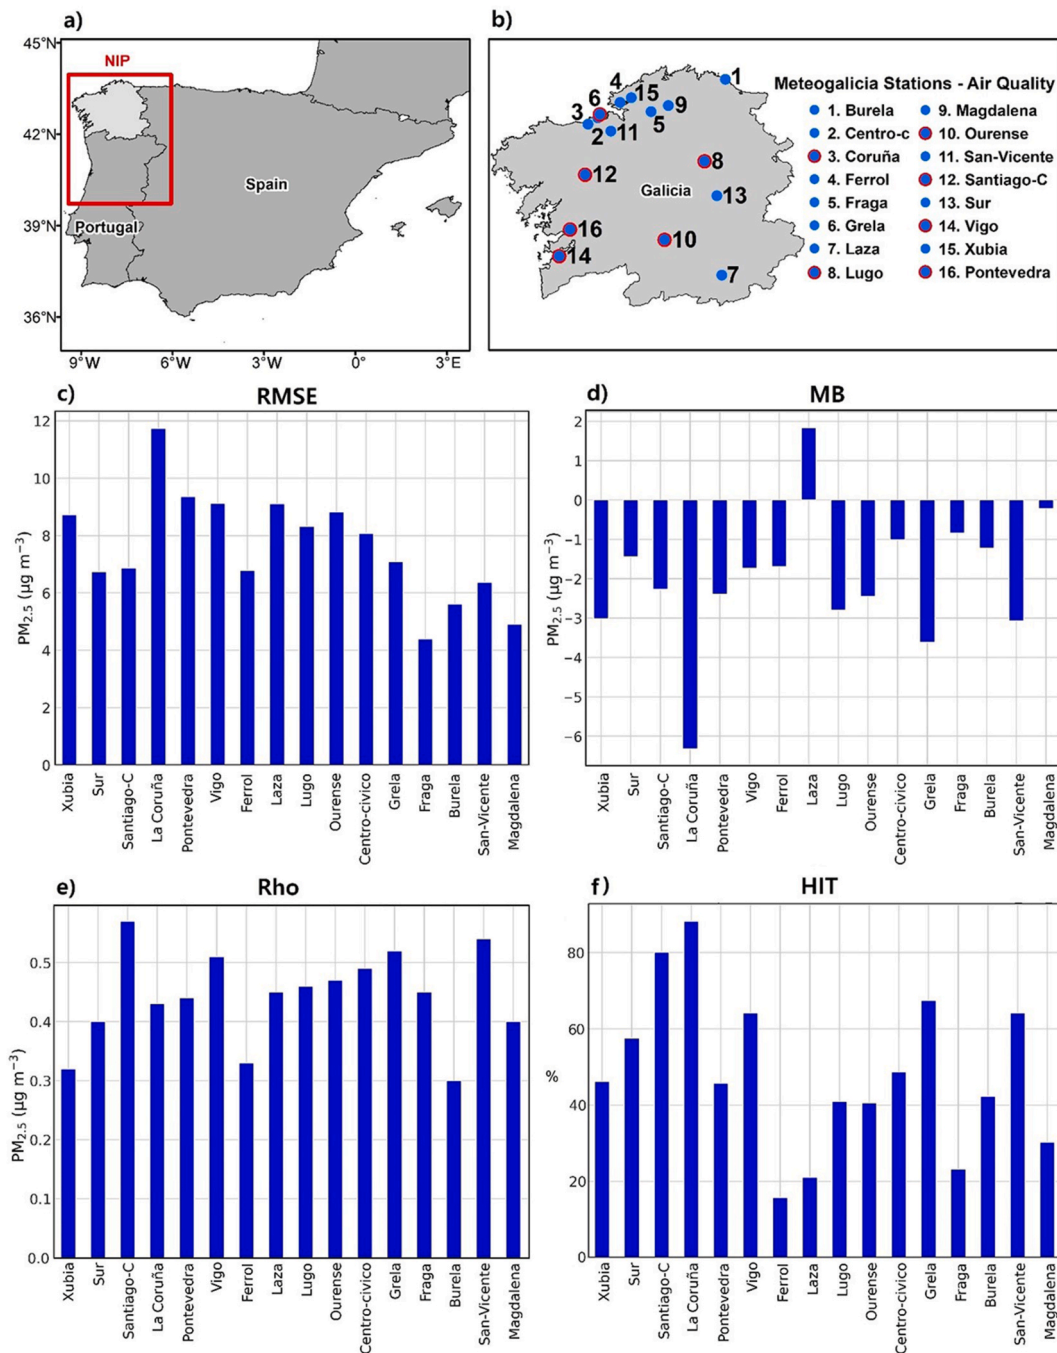 a)
45°N
42°N
39°N
36°N
NIP
Spain
Portugal
9°W 6°W 3°W 0° 3°E
b)
4 1
6 15
3 9
2 11 5
12 8
Galicia
13
16
10
14
7
Meteogalicia Stations - Air Quality
1. Burela 9. Magdalena
2. Centro-c 10. Ourense
3. Coruña 11. San-Vicente
4. Ferrol 12. Santiago-C
5. Fraga 13. Sur
6. Grela 14. Vigo
7. Laza 15. Xubia
8. Lugo 16. Pontevedra
c) RMSE
PM2.5 (µg m−3)
12
10
8
6
4
2
0
Xubia Sur Santiago-C La Coruña Pontevedra Vigo Ferrol Laza Lugo Ourense Centro-civico Grela Fraga Burela San-Vicente Magdalena
d) MB
PM2.5 (µg m−3)
2
1
0
−1
−2
−3
−4
−5
−6
Xubia Sur Santiago-C La Coruña Pontevedra Vigo Ferrol Laza Lugo Ourense Centro-civico Grela Fraga Burela San-Vicente Magdalena
e) Rho
PM2.5 (µg m−3)
0.5
0.4
0.3
0.2
0.1
0.0
Xubia Sur Santiago-C La Coruña Pontevedra Vigo Ferrol Laza Lugo Ourense Centro-civico Grela Fraga Burela San-Vicente Magdalena
f) HIT
%
80
60
40
20
0
Xubia Sur Santiago-C La Coruña Pontevedra Vigo Ferrol Laza Lugo Ourense Centro-civico Grela Fraga Burela San-Vicente Magdalena